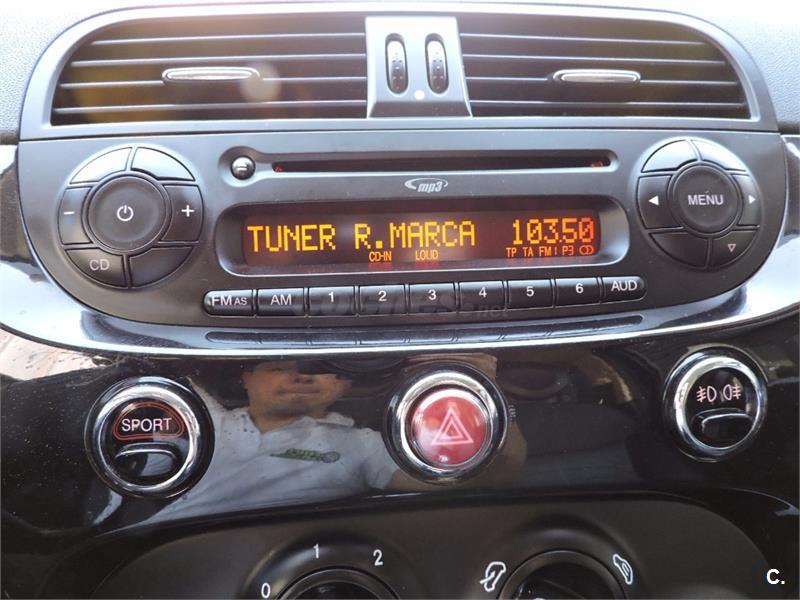 mp3
TUNER R.MARCA 103.50
CD-IN LOUD TP TA FM1 P3
- + MENU
CD
FM AS AM 1 2 3 4 5 6 AUD
SPORT
0 1 2
C.